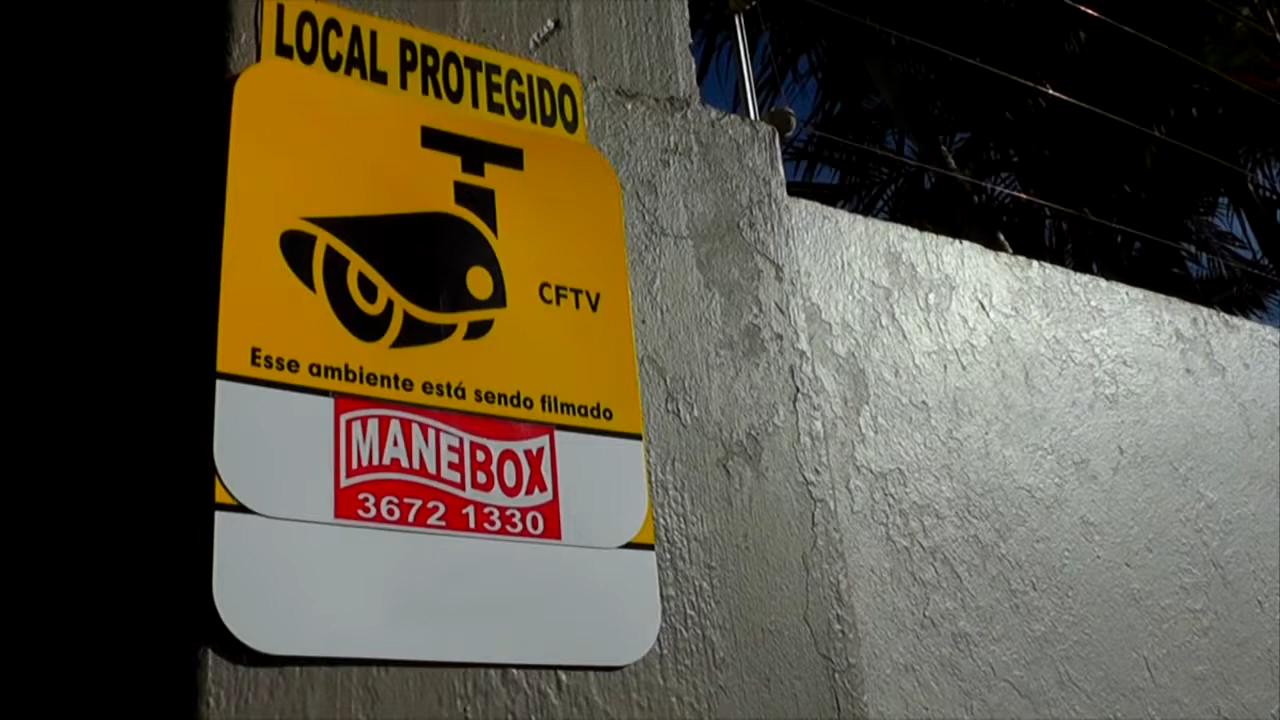 LOCAL PROTEGIDO
CFTV
Esse ambiente está sendo filmado
MANEBOX
3672 1330